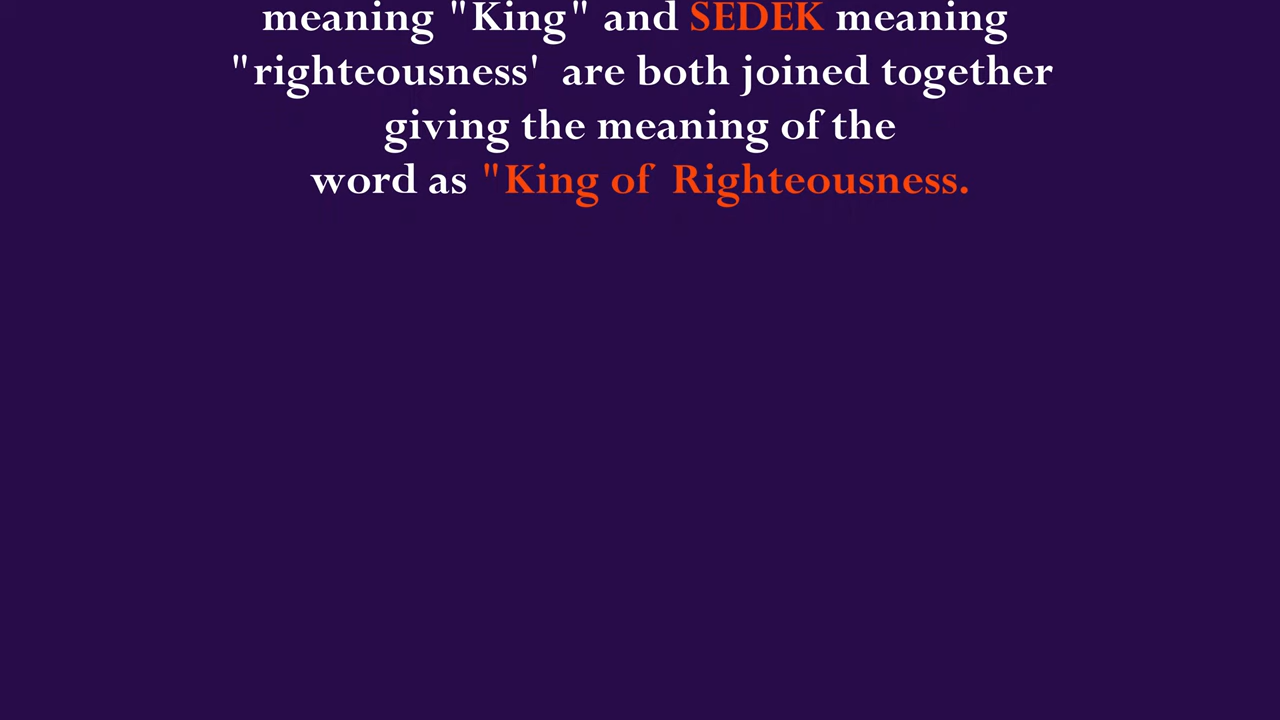 meaning "King" and SEDEK meaning
"righteousness'  are both joined together
giving the meaning of the
word as "King of  Righteousness.